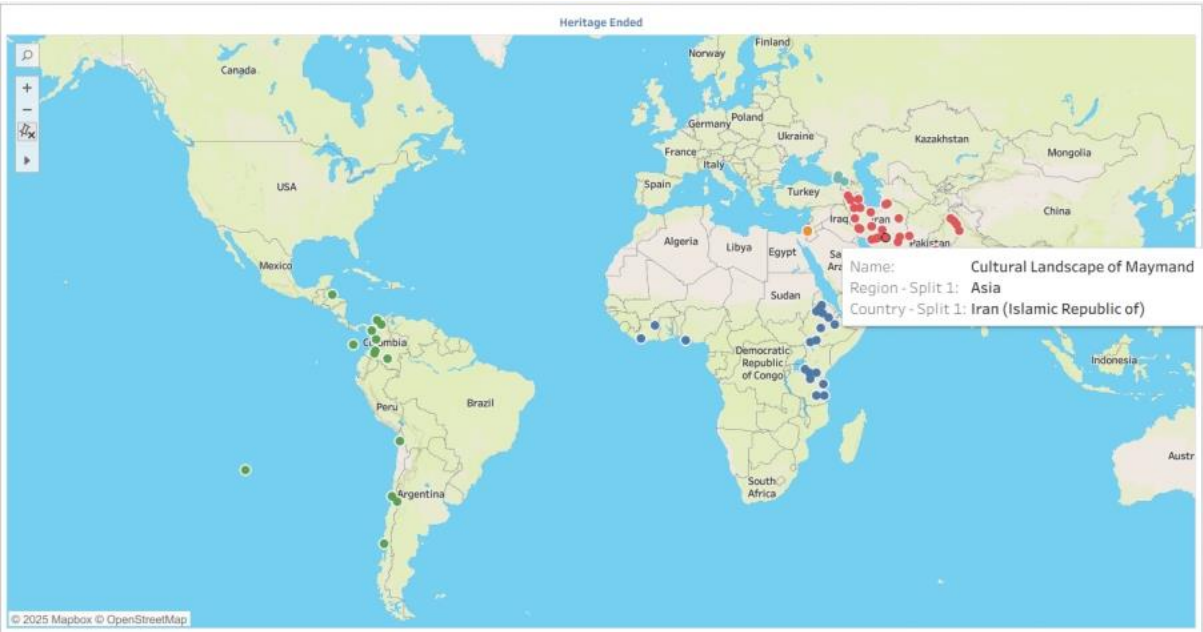 Heritage Ended
Finland
Norway
Canada
Poland
Germany
Ukraine
Kazakhstan
France
Mongolia
Italy
Spain
Turkey
USA
China
Iraq
Iran
Algeria
Libya
Egypt
Pakistan
Mexico
Name: Cultural Landscape of Maymand
Region - Split 1: Asia
Country - Split 1: Iran (Islamic Republic of)
Sudan
Colombia
Democratic
Republic
of Congo
Indonesia
Peru
Brazil
Austr
South
Africa
Argentina
© 2025 Mapbox © OpenStreetMap